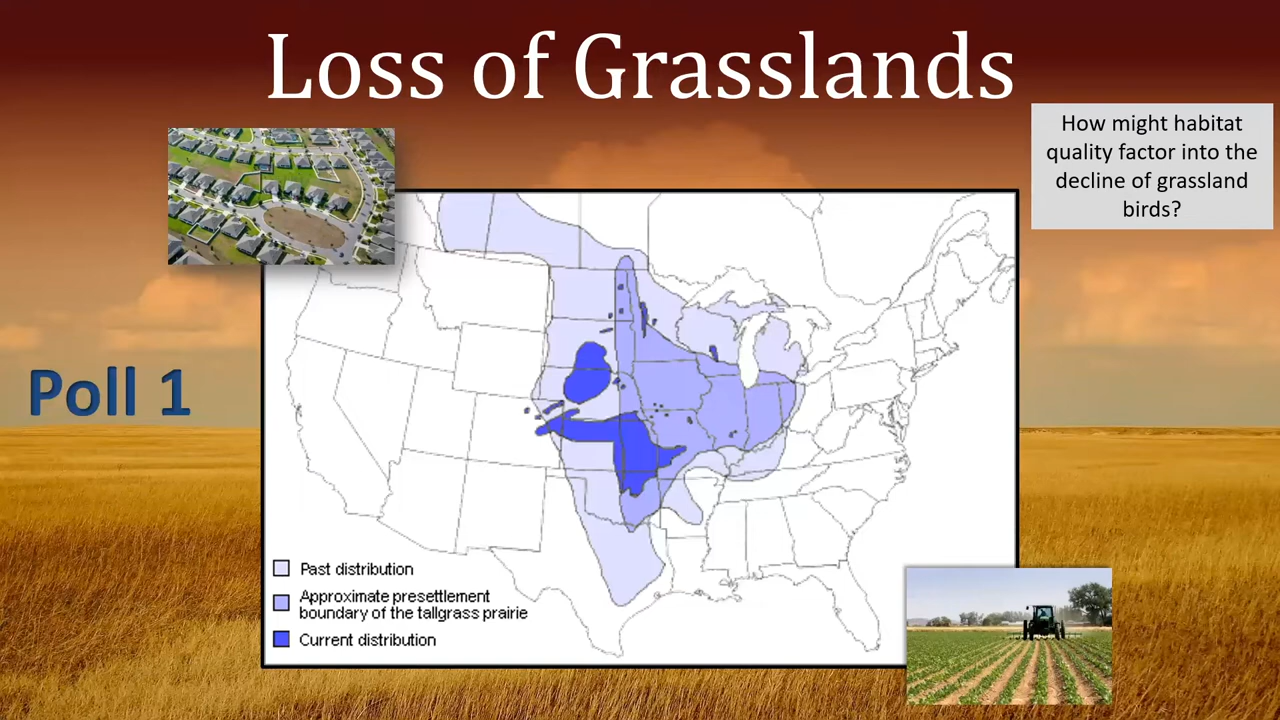 Loss of Grasslands
How might habitat
quality factor into the
decline of grassland
birds?
Poll 1
Past distribution
Approximate presettlement
boundary of the tallgrass prairie
Current distribution